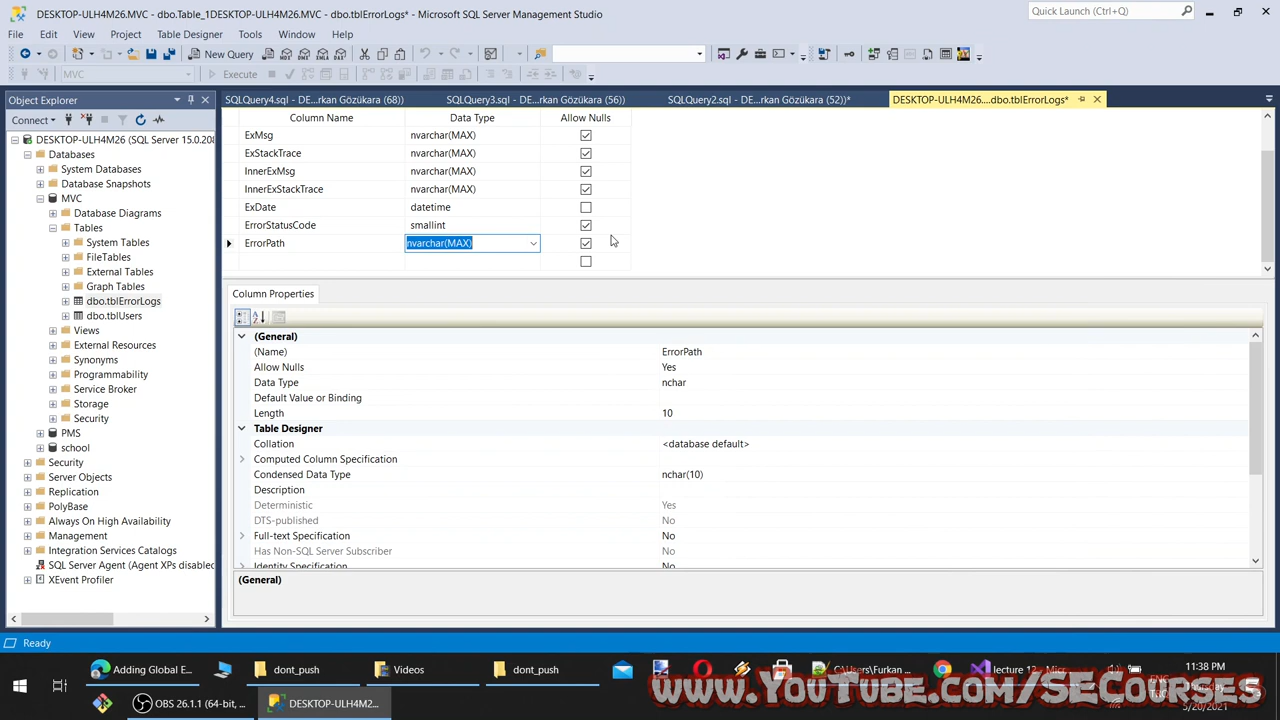 DESKTOP-ULH4M26.MVC - dbo.Table_1DESKTOP-ULH4M26.MVC - dbo.tblErrorLogs* - Microsoft SQL Server Management Studio
Quick Launch (Ctrl+Q)
File Edit View Project Table Designer Tools Window Help
New Query
MVC
Execute
Object Explorer
SQLQuery4.sql - DE...rkan Gözükara (68))
SQLQuery3.sql - DE...rkan Gözükara (56))
SQLQuery2.sql - DE...rkan Gözükara (52))*
DESKTOP-ULH4M26....dbo.tblErrorLogs*
Connect
DESKTOP-ULH4M26 (SQL Server 15.0.208
Databases
System Databases
Database Snapshots
MVC
Database Diagrams
Tables
System Tables
FileTables
External Tables
Graph Tables
dbo.tblErrorLogs
dbo.tblUsers
Views
External Resources
Synonyms
Programmability
Service Broker
Storage
Security
PMS
school
Security
Server Objects
Replication
PolyBase
Always On High Availability
Management
Integration Services Catalogs
SQL Server Agent (Agent XPs disabled
XEvent Profiler
Column Name Data Type Allow Nulls
ExMsg nvarchar(MAX)
ExStackTrace nvarchar(MAX)
InnerExMsg nvarchar(MAX)
InnerExStackTrace nvarchar(MAX)
ExDate datetime
ErrorStatusCode smallint
ErrorPath nvarchar(MAX)
Column Properties
(General)
(Name) ErrorPath
Allow Nulls Yes
Data Type nchar
Default Value or Binding
Length 10
Table Designer
Collation <database default>
Computed Column Specification
Condensed Data Type nchar(10)
Description
Deterministic Yes
DTS-published No
Full-text Specification No
Has Non-SQL Server Subscriber No
Identity Specification No
(General)
Ready
Adding Global E...
dont_push
Videos
dont_push
C:\Users\Furkan ...
lecture 12 - Micr...
11:38 PM
ENG
Thursday
OBS 26.1.1 (64-bit, ...
DESKTOP-ULH4M2...
5/20/2021
www.YouTube.com/SECourses